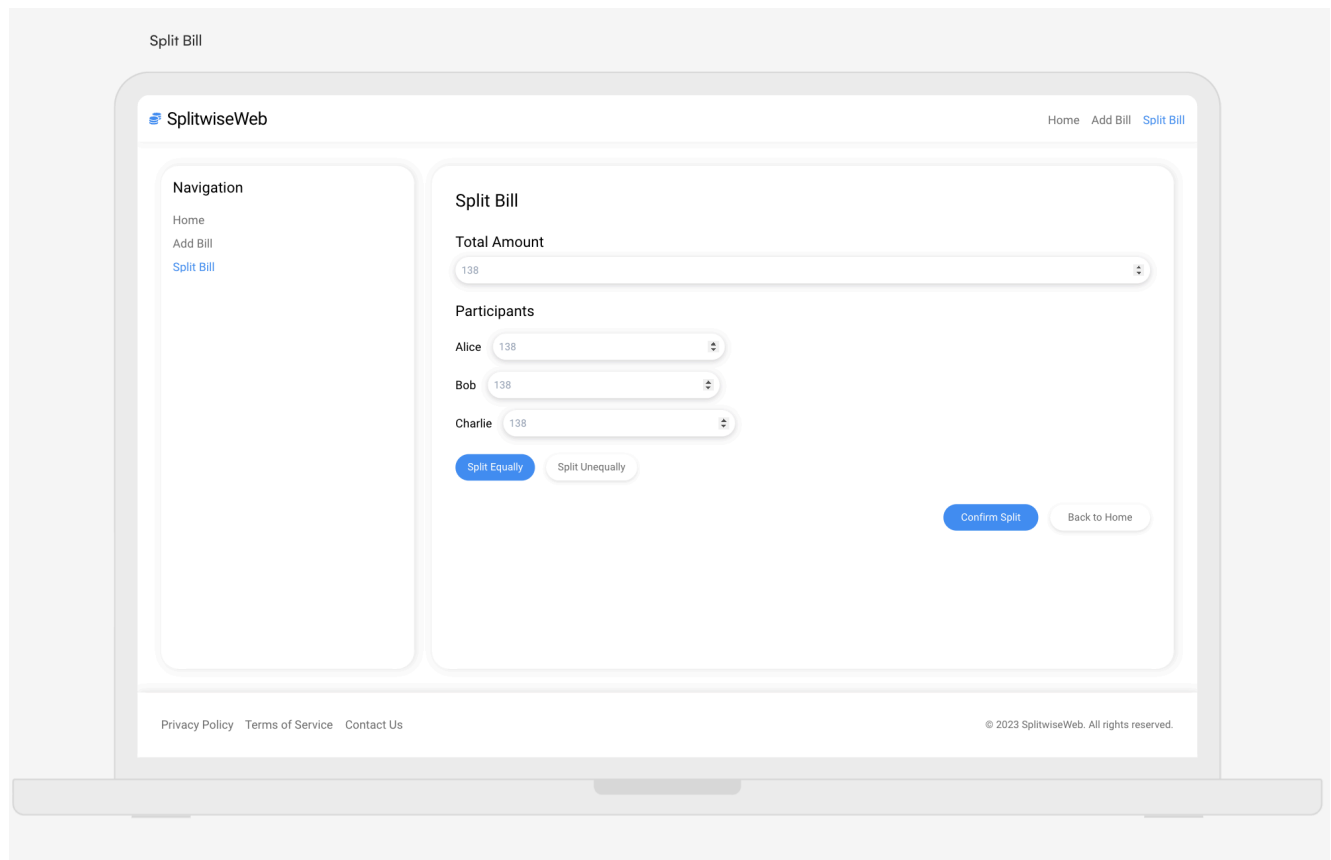 Split Bill
SplitwiseWeb
Home Add Bill Split Bill
Navigation
Home
Add Bill
Split Bill
Split Bill
Total Amount
138
Participants
Alice 138
Bob 138
Charlie 138
Split Equally Split Unequally
Confirm Split Back to Home
Privacy Policy Terms of Service Contact Us
© 2023 SplitwiseWeb. All rights reserved.